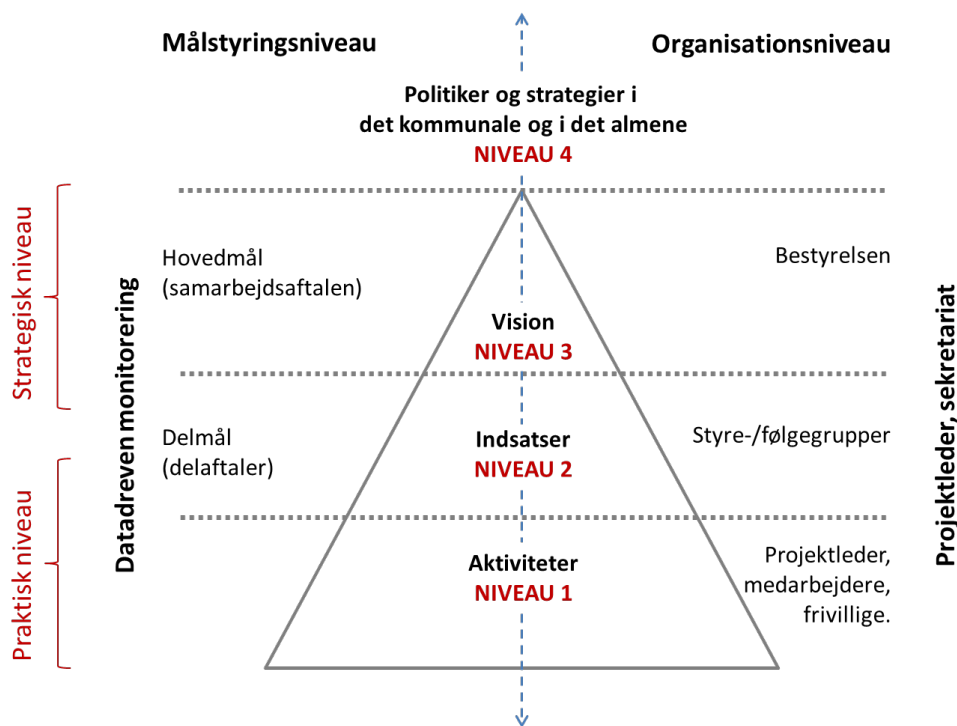 Målstyringsniveau
Organisationsniveau
Politiker og strategier i
det kommunale og i det almene
NIVEAU 4
Strategisk niveau
Praktisk niveau
Datadreven monitorering
Hovedmål
(samarbejdsaftalen)
Vision
NIVEAU 3
Bestyrelsen
Delmål
(delaftaler)
Indsatser
NIVEAU 2
Styre-/følgegrupper
Aktiviteter
NIVEAU 1
Projektleder,
medarbejdere,
frivillige.
Projektleder, sekretariat